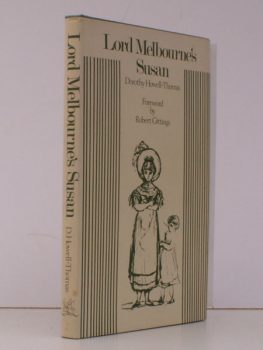 Lord Melbourne's
Susan
Dorothy Howell-Thomas
Foreword
by
Robert Gittings
Lord Melbourne's Susan
D. Howell-Thomas